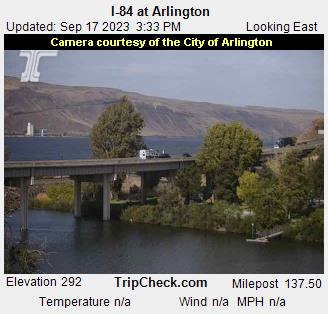 I-84 at Arlington
Updated: Sep 17 2023 3:33 PM Looking East
Camera courtesy of the City of Arlington
Elevation 292 TripCheck.com Milepost 137.50
Temperature n/a Wind n/a MPH n/a